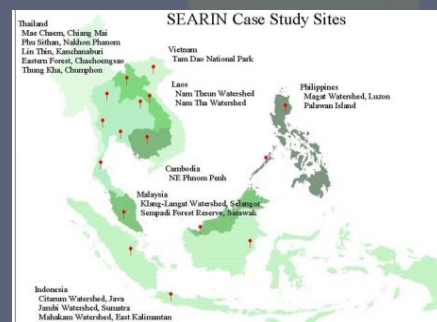 SEARIN Case Study Sites
Thailand
Mae Chaem, Chiang Mai
Phu Sithan, Nakhon Phanom
Lin Thin, Kanchanaburi
Eastern Forest, Chachoengsao
Thung Kha, Chumphon
Vietnam
Tam Dao National Park
Laos
Nam Theun Watershed
Nam Tha Watershed
Philippines
Magat Watershed, Luzon
Palawan Island
Cambodia
NE Phnom Penh
Malaysia
Klang-Langat Watershed, Selangor
Sempadi Forest Reserve, Sarawak
Indonesia
Citarum Watershed, Java
Jambi Watershed, Sumatra
Mahakam Watershed, East Kalimantan